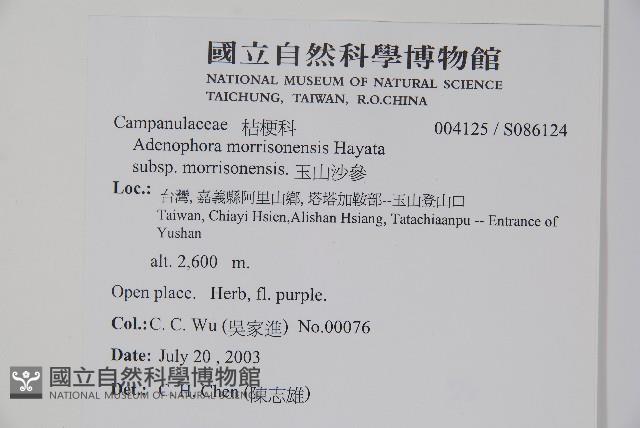 國立自然科學博物館
NATIONAL MUSEUM OF NATURAL SCIENCE
TAICHUNG, TAIWAN, R.O.CHINA
Campanulaceae 桔梗科 004125 / S086124
Adenophora morrisonensis Hayata
subsp. morrisonensis. 玉山沙參
Loc.: 台灣, 嘉義縣阿里山鄉, 塔塔加鞍部--玉山登山口
Taiwan, Chiayi Hsien,Alishan Hsiang, Tatachiaanpu -- Entrance of
Yushan
alt. 2,600 m.
Open place. Herb, fl. purple.
Col.: C. C. Wu (吳家進) No.00076
Date: July 20 , 2003
Det.: C. H. Chen (陳志雄)
國立自然科學博物館
NATIONAL MUSEUM OF NATURAL SCIENCE